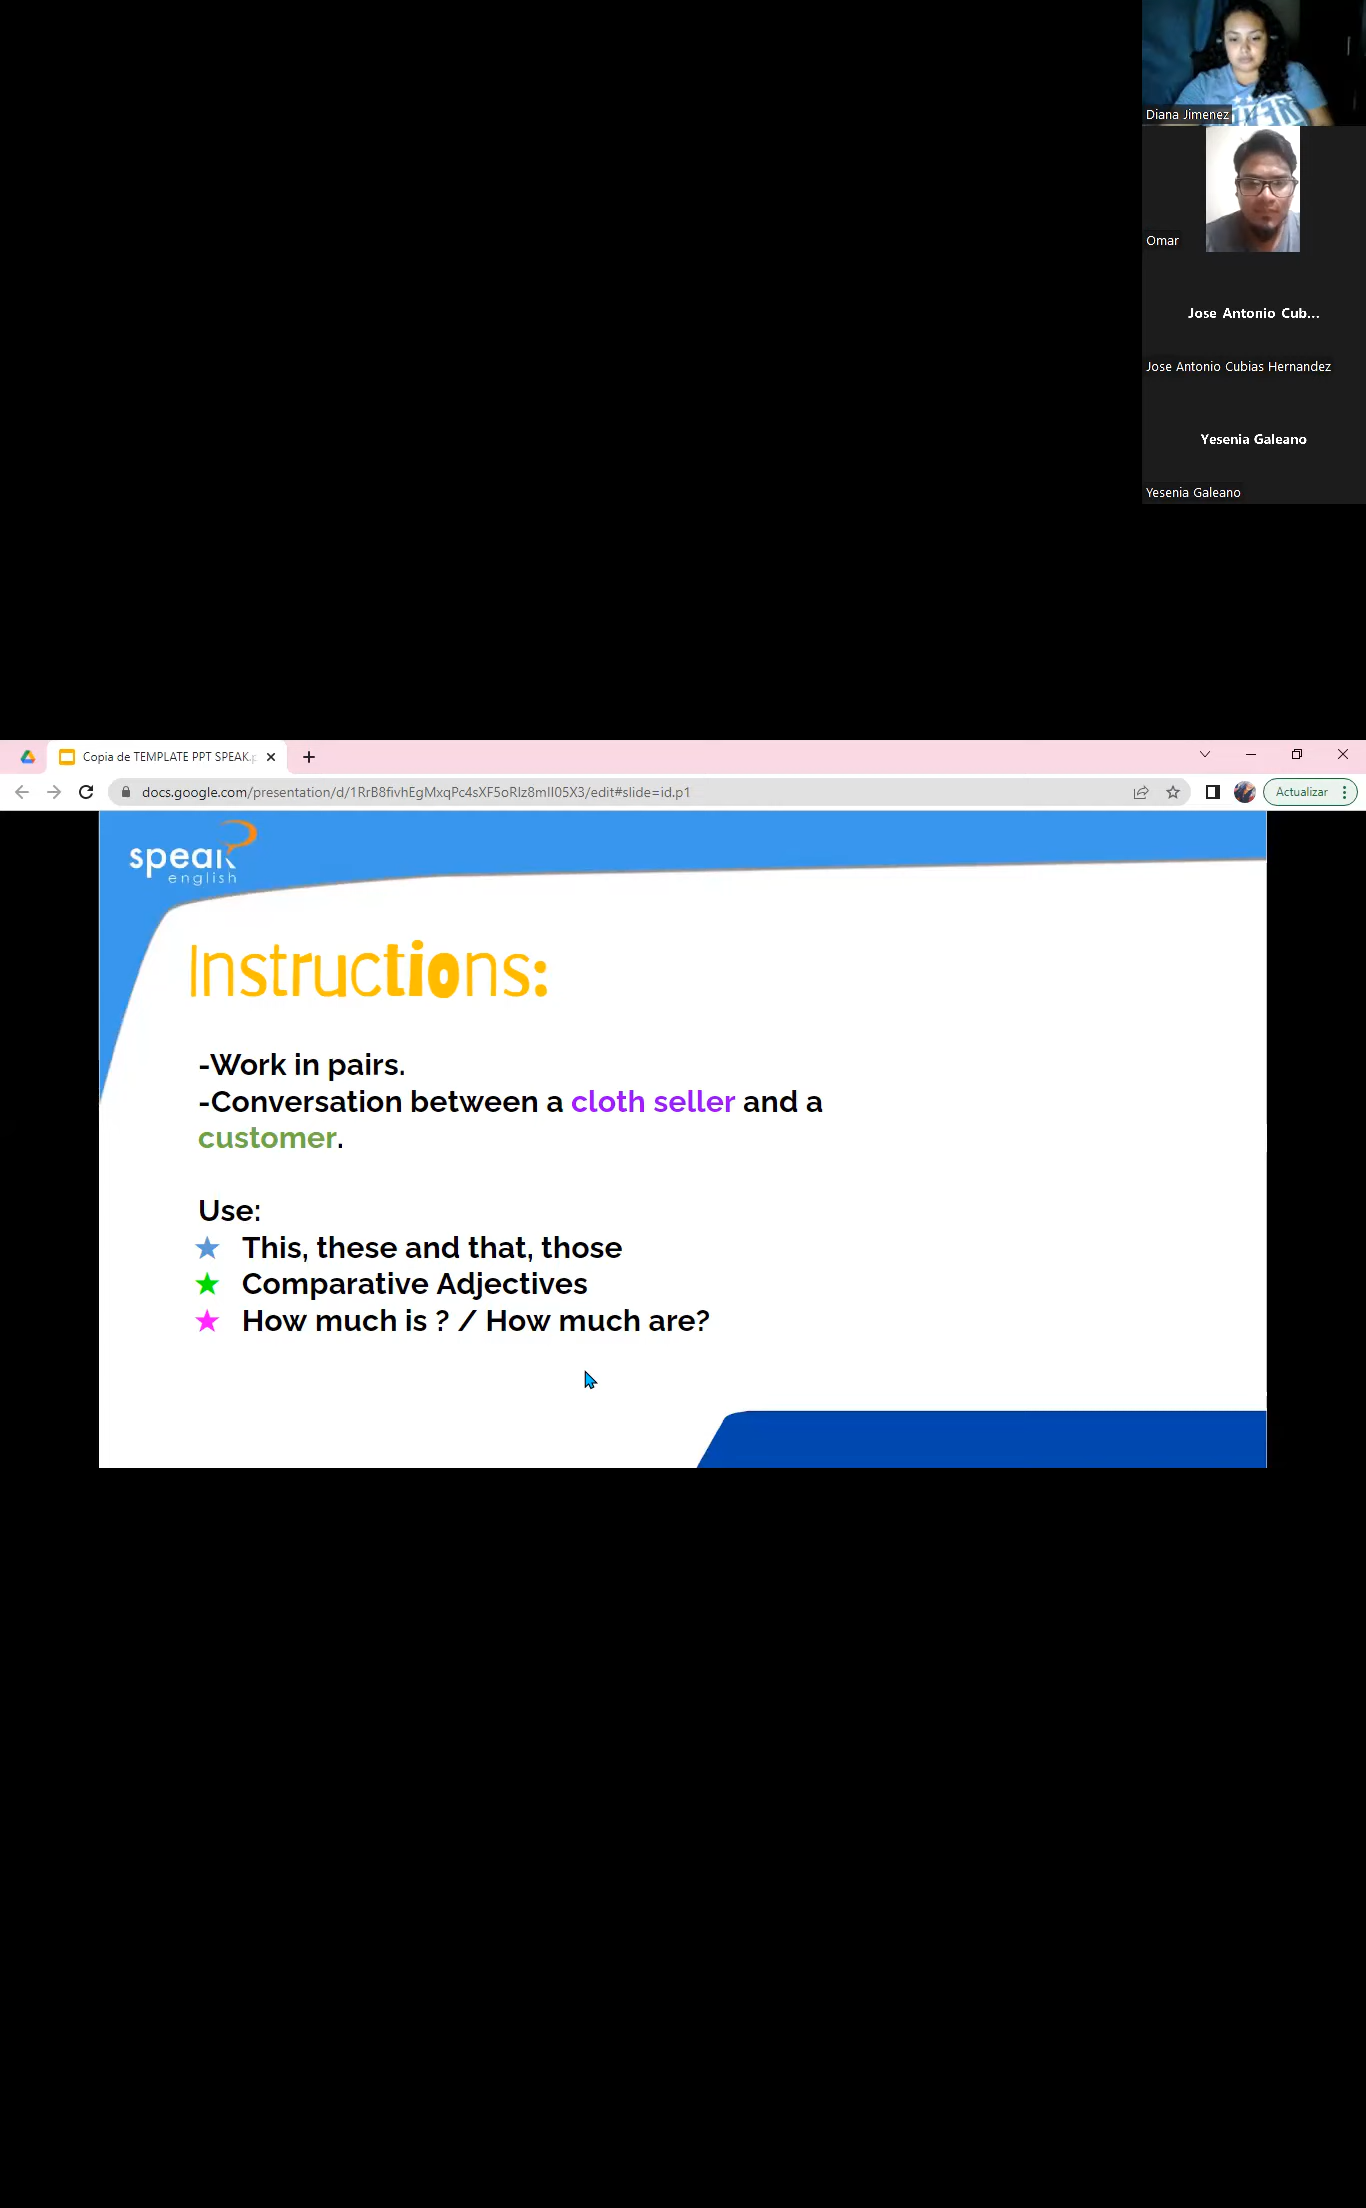 Diana Jimenez
Omar
Jose Antonio Cub...
Jose Antonio Cubias Hernandez
Yesenia Galeano
Yesenia Galeano
Copia de TEMPLATE PPT SPEAK.p
docs.google.com/presentation/d/1RrB8fivhEgMxqPc4sXF5oRlz8mII05X3/edit#slide=id.p1
Actualizar
speak
english
Instructions:
-Work in pairs.
-Conversation between a cloth seller and a
customer.
Use:
★ This, these and that, those
★ Comparative Adjectives
★ How much is ? / How much are?